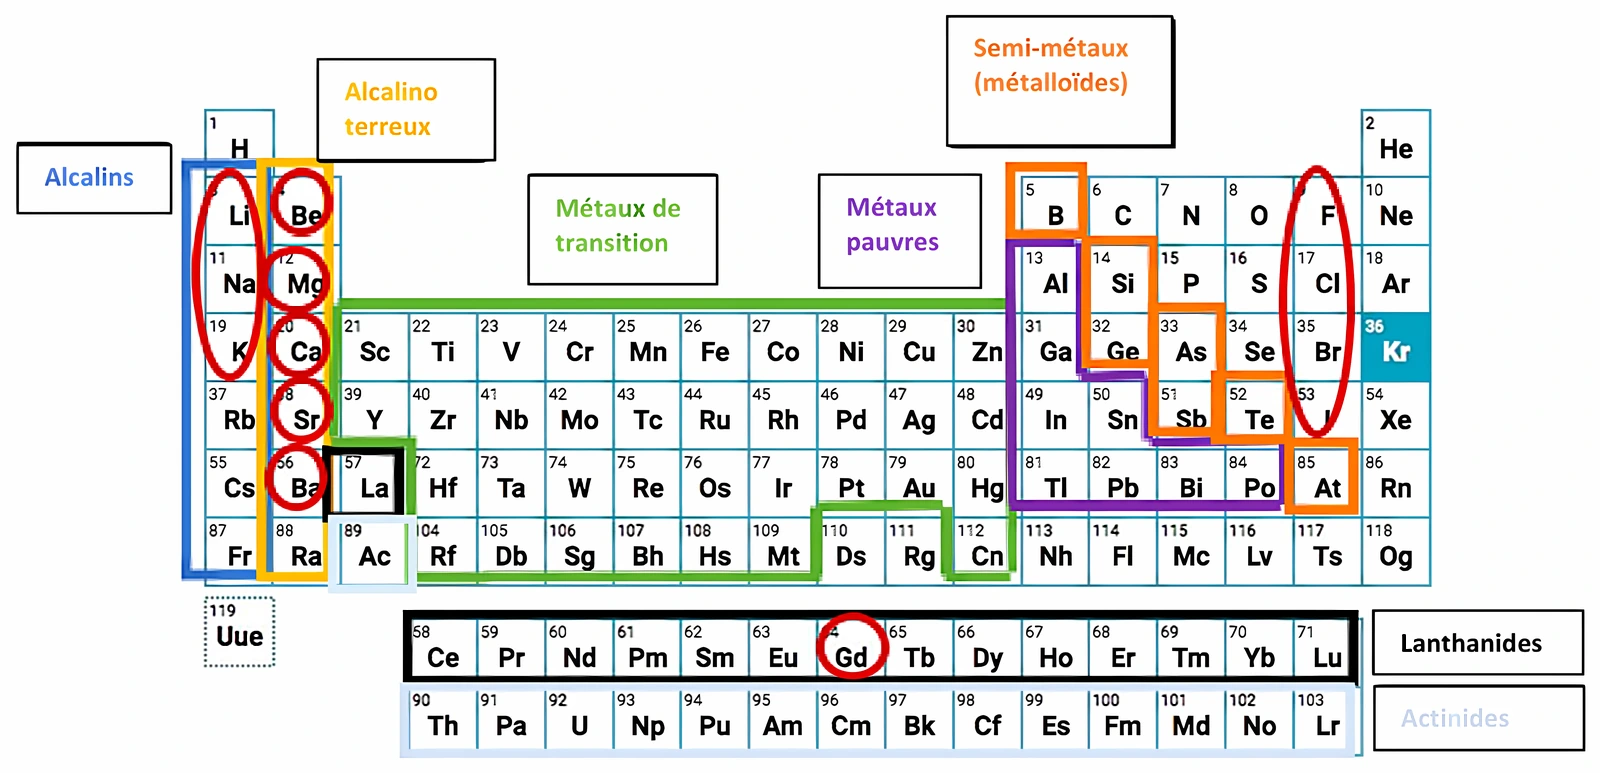 Semi-métaux
(métalloïdes)
Alcalino
terreux
1 2
H He
Alcalins
Métaux de
transition
Métaux
pauvres
3 4 5 6 7 8 9 10
Li Be B C N O F Ne
11 12 13 14 15 16 17 18
Na Mg Al Si P S Cl Ar
19 20 21 22 23 24 25 26 27 28 29 30 31 32 33 34 35 36
K Ca Sc Ti V Cr Mn Fe Co Ni Cu Zn Ga Ge As Se Br Kr
37 38 39 40 41 42 43 44 45 46 47 48 49 50 51 52 53 54
Rb Sr Y Zr Nb Mo Tc Ru Rh Pd Ag Cd In Sn Sb Te I Xe
55 56 57 72 73 74 75 76 77 78 79 80 81 82 83 84 85 86
Cs Ba La Hf Ta W Re Os Ir Pt Au Hg Tl Pb Bi Po At Rn
87 88 89 104 105 106 107 108 109 110 111 112 113 114 115 116 117 118
Fr Ra Ac Rf Db Sg Bh Hs Mt Ds Rg Cn Nh Fl Mc Lv Ts Og
119
Uue
58 59 60 61 62 63 64 65 66 67 68 69 70 71
Ce Pr Nd Pm Sm Eu Gd Tb Dy Ho Er Tm Yb Lu
Lanthanides
90 91 92 93 94 95 96 97 98 99 100 101 102 103
Th Pa U Np Pu Am Cm Bk Cf Es Fm Md No Lr
Actinides